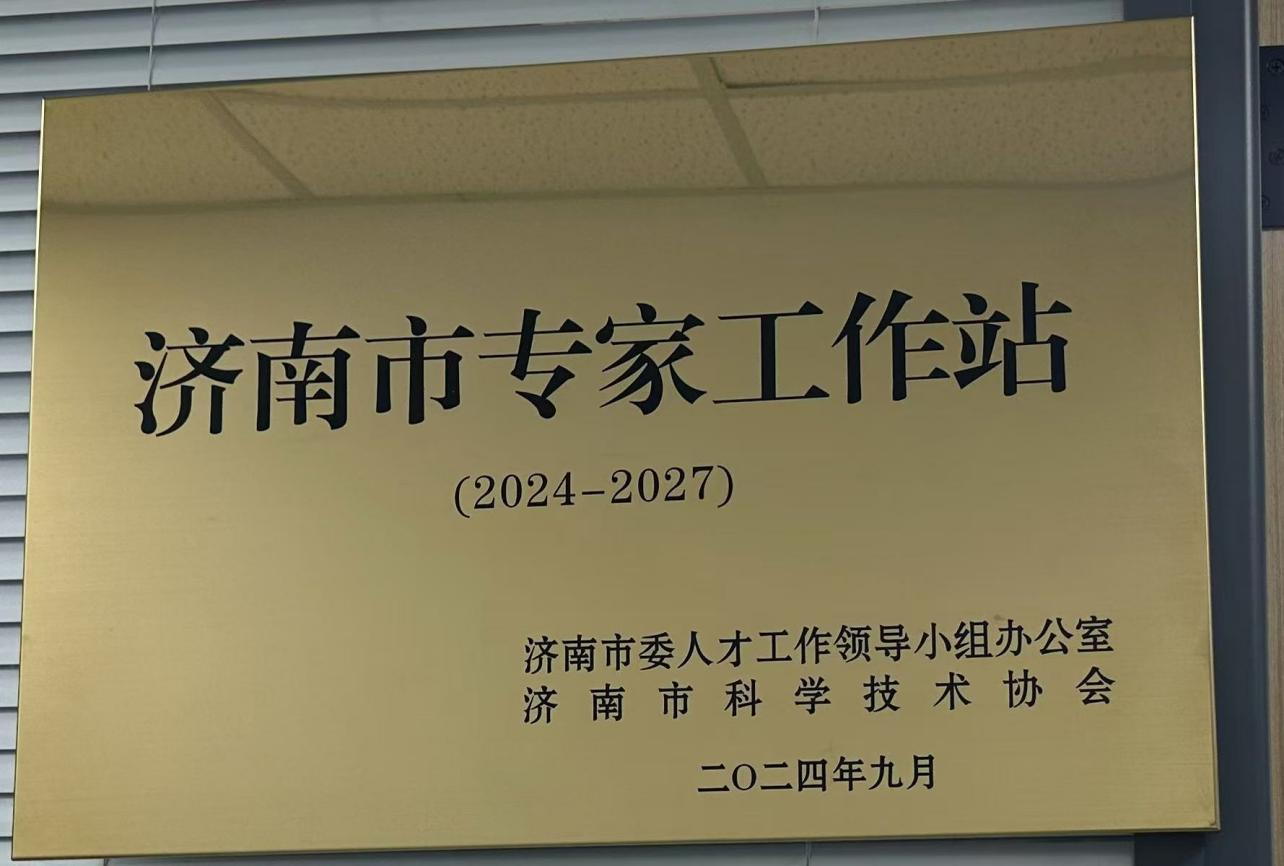 济南市专家工作站
(2024-2027)
济南市委人才工作领导小组办公室
济南市科学技术协会
二〇二四年九月